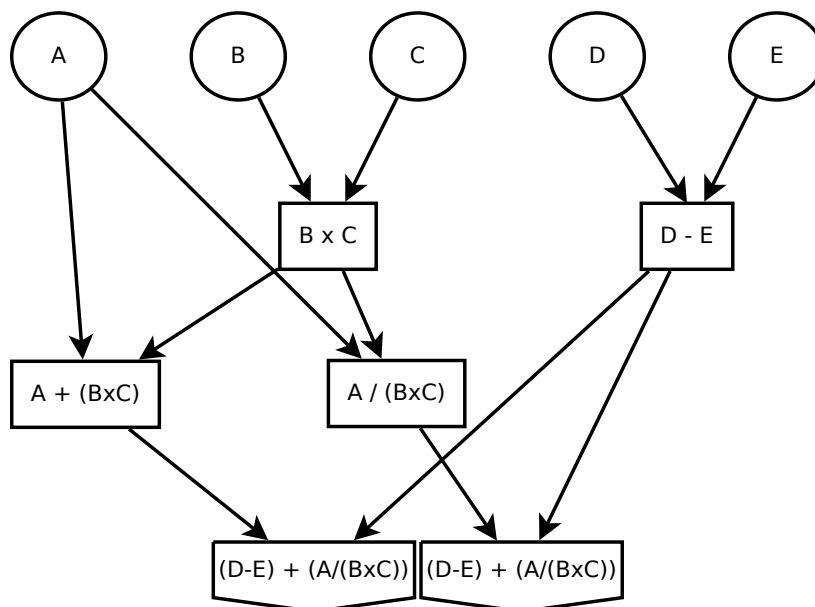 A
B
C
D
E
B x C
D - E
A + (BxC)
A / (BxC)
(D-E) + (A/(BxC))
(D-E) + (A/(BxC))